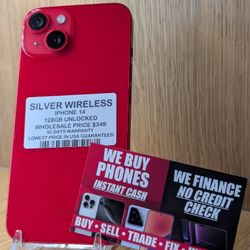 SILVER WIRELESS
IPHONE 14
128GB UNLOCKED
WHOLESALE PRICE $349
90 DAYS WARRANTY
LOWEST PRICE IN USA GUARANTEED
WE BUY
PHONES
INSTANT CASH
WE FINANCE
NO CREDIT
CHECK
BUY - SELL - TRADE - FIX -